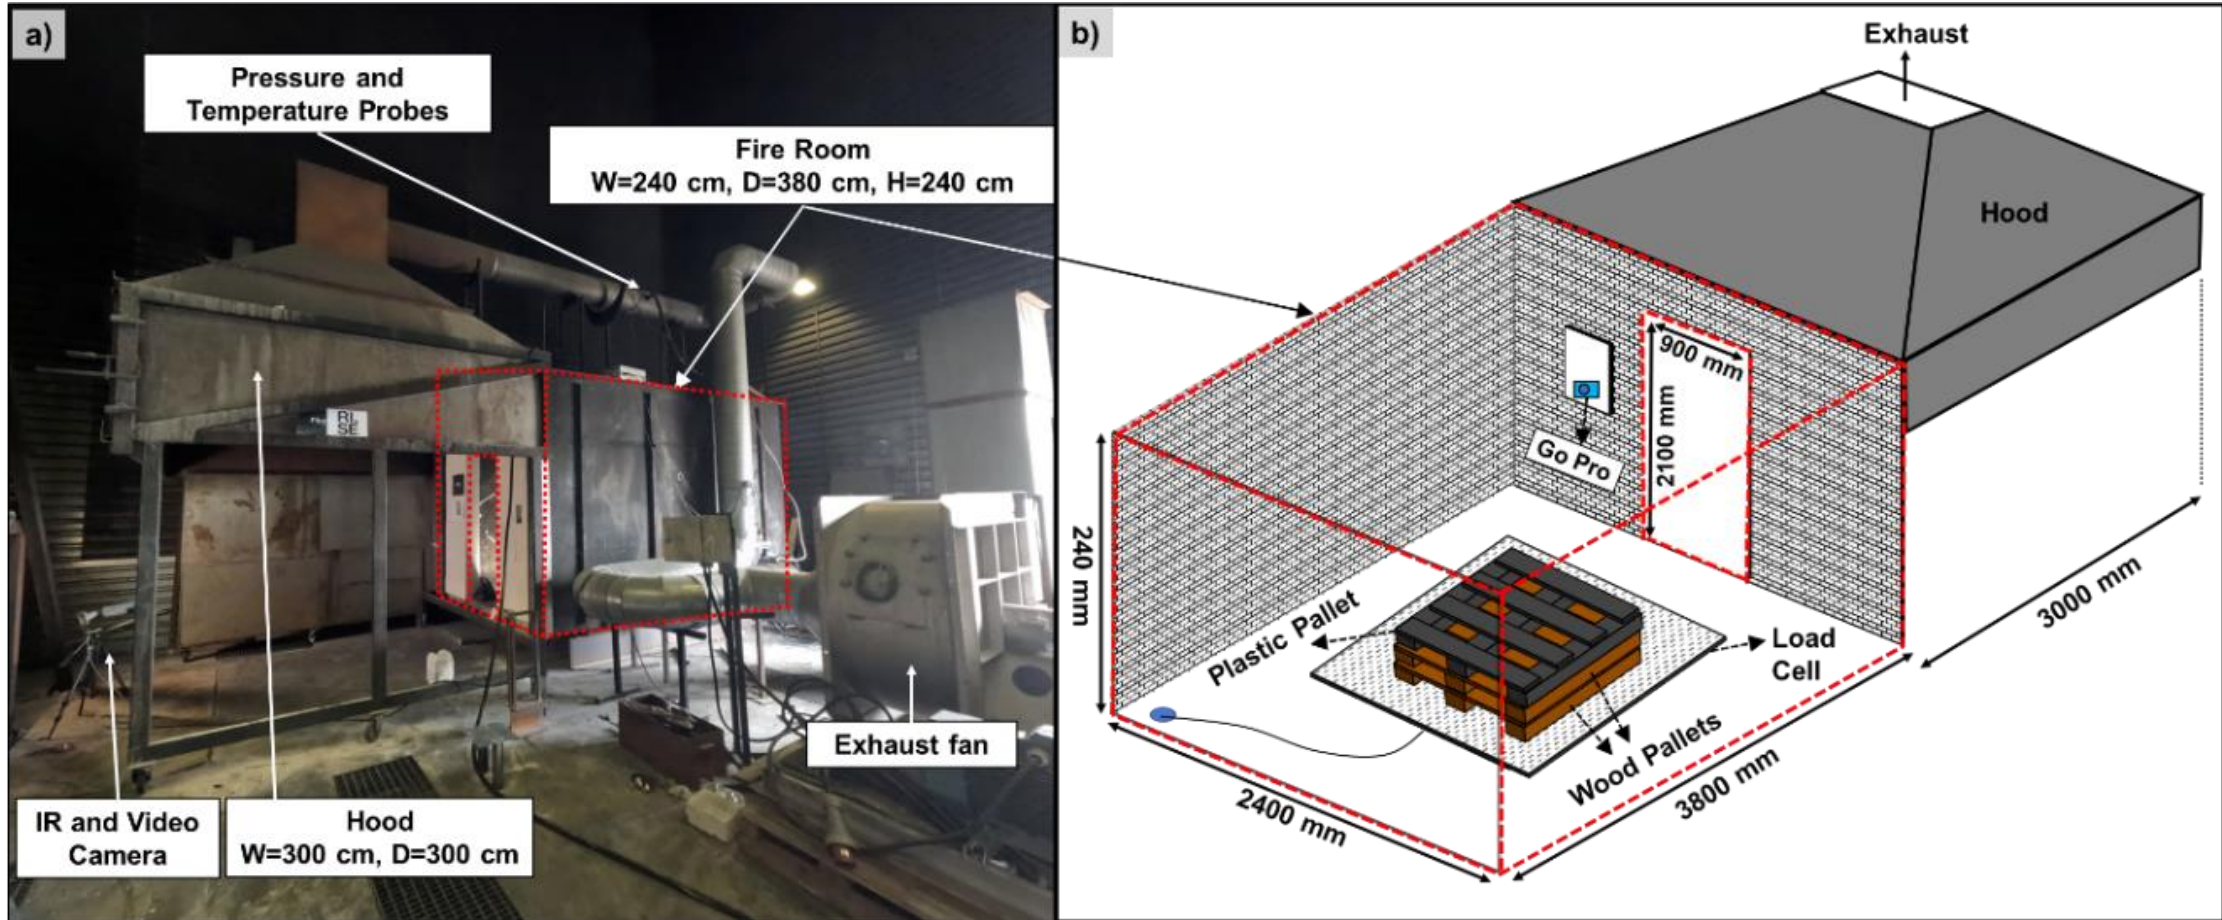 a)
Pressure and
Temperature Probes
Fire Room
W=240 cm, D=380 cm, H=240 cm
RI.
SE
IR and Video
Camera
Hood
W=300 cm, D=300 cm
Exhaust fan
b)
Exhaust
Hood
900 mm
2100 mm
Go Pro
240 mm
Plastic Pallet
Load
Cell
Wood Pallets
2400 mm
3800 mm
3000 mm